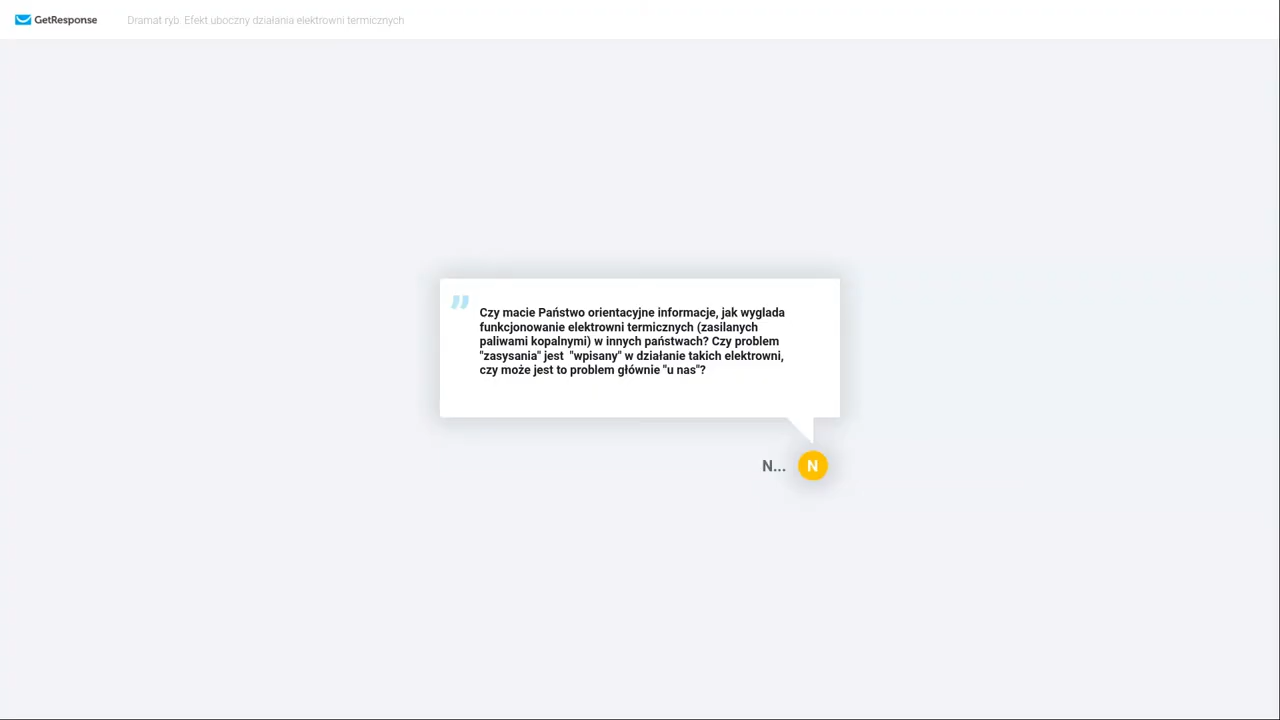 GetResponse
Dramat ryb. Efekt uboczny działania elektrowni termicznych
"
Czy macie Państwo orientacyjne informacje, jak wyglada
funkcjonowanie elektrowni termicznych (zasilanych
paliwami kopalnymi) w innych państwach? Czy problem
"zasysania" jest  "wpisany" w działanie takich elektrowni,
czy może jest to problem głównie "u nas"?
N... N